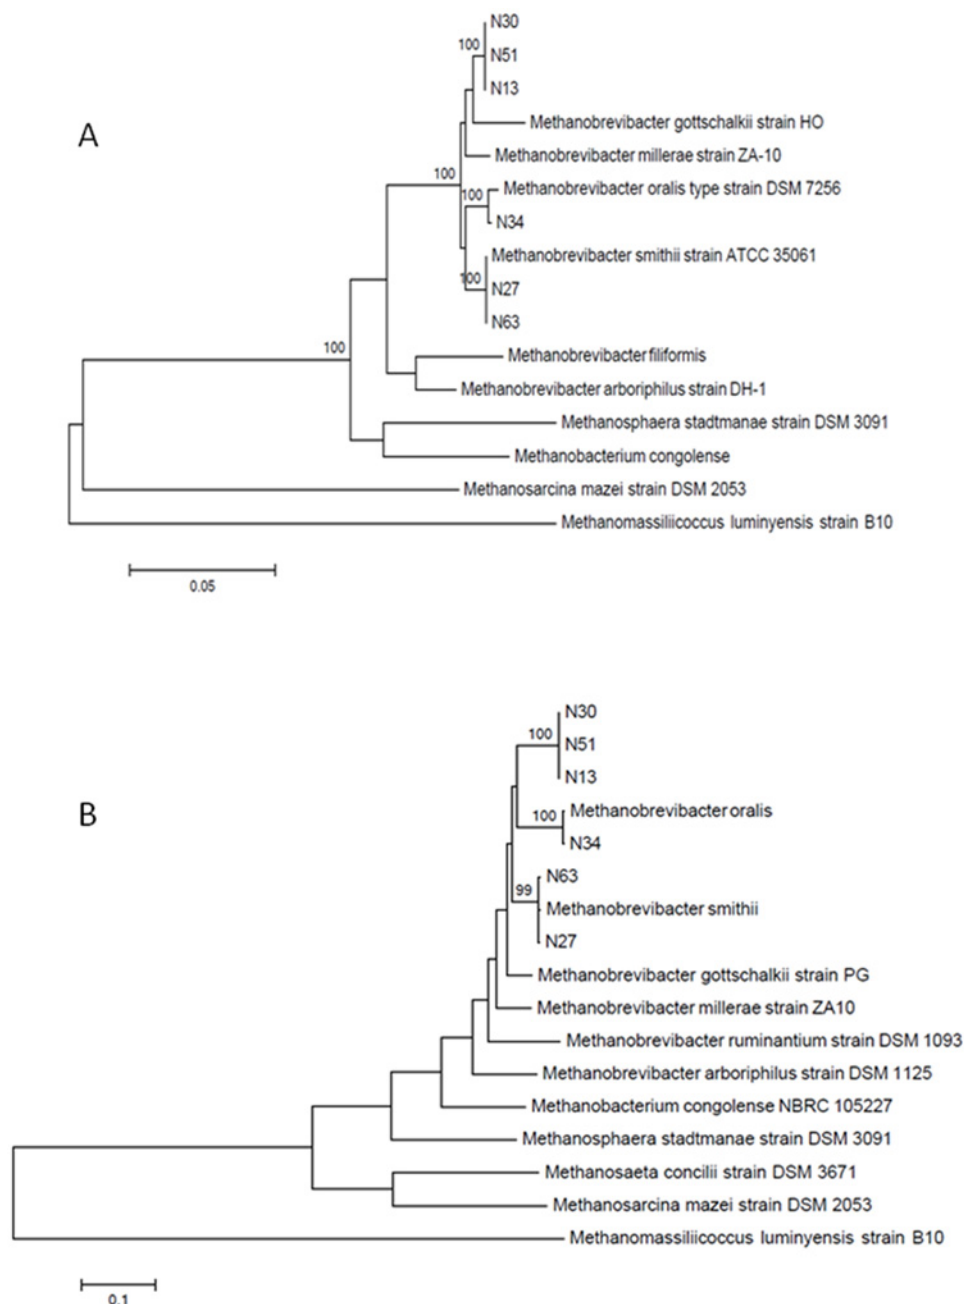 N30
100
N51
N13
Methanobrevibacter gottschalkii strain HO
A
Methanobrevibacter millerae strain ZA-10
100
Methanobrevibacter oralis type strain DSM 7256
100
N34
Methanobrevibacter smithii strain ATCC 35061
100
N27
N63
Methanobrevibacter filiformis
100
Methanobrevibacter arboriphilus strain DH-1
Methanosphaera stadtmanae strain DSM 3091
Methanobacterium congolense
Methanosarcina mazei strain DSM 2053
Methanomassiliicoccus luminyensis strain B10
0.05
N30
100
N51
N13
B
Methanobrevibacter oralis
100
N34
N63
99
Methanobrevibacter smithii
N27
Methanobrevibacter gottschalkii strain PG
Methanobrevibacter millerae strain ZA10
Methanobrevibacter ruminantium strain DSM 1093
Methanobrevibacter arboriphilus strain DSM 1125
Methanobacterium congolense NBRC 105227
Methanosphaera stadtmanae strain DSM 3091
Methanosaeta concilii strain DSM 3671
Methanosarcina mazei strain DSM 2053
Methanomassiliicoccus luminyensis strain B10
0.1